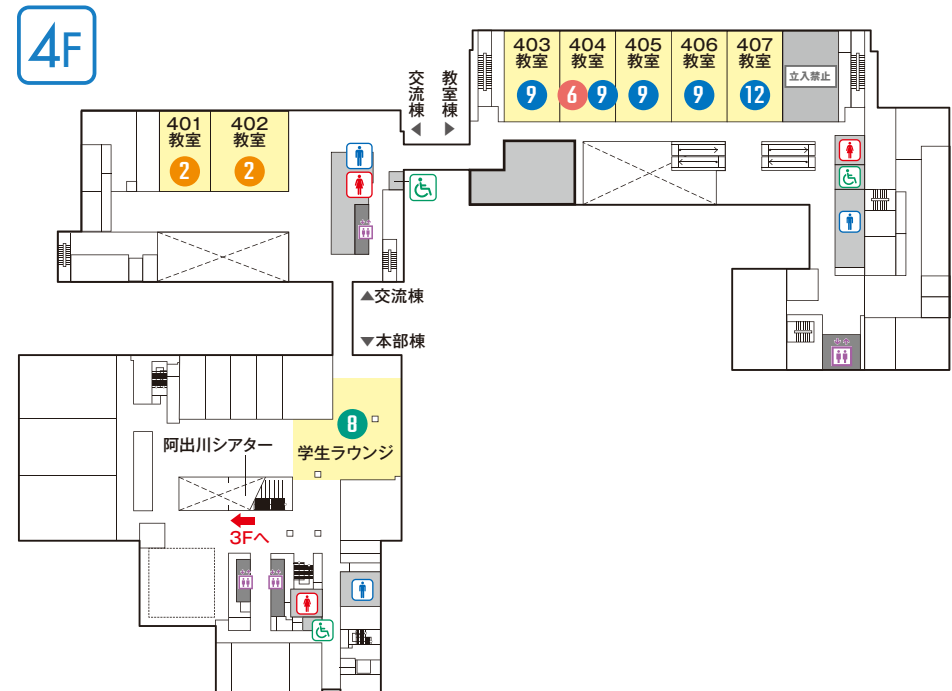 4F
403
教室
9
404
教室
6 9
405
教室
9
406
教室
9
407
教室
12
立入禁止
交流棟
教室棟
401
教室
2
402
教室
2
▲交流棟
▼本部棟
8
学生ラウンジ
阿出川シアター
3Fへ